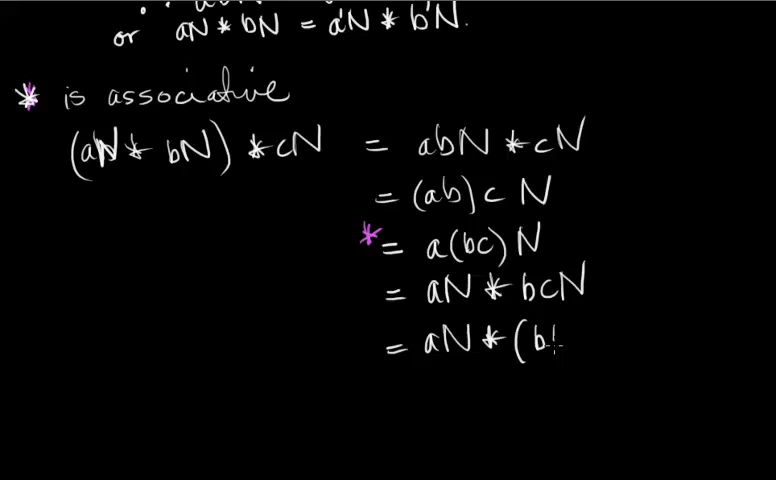 or aN * bN = a'N * b'N.
* is associative
(aN * bN) * cN = abN * cN
= (ab)c N
* = a(bc) N
= aN * bcN
= aN * (b